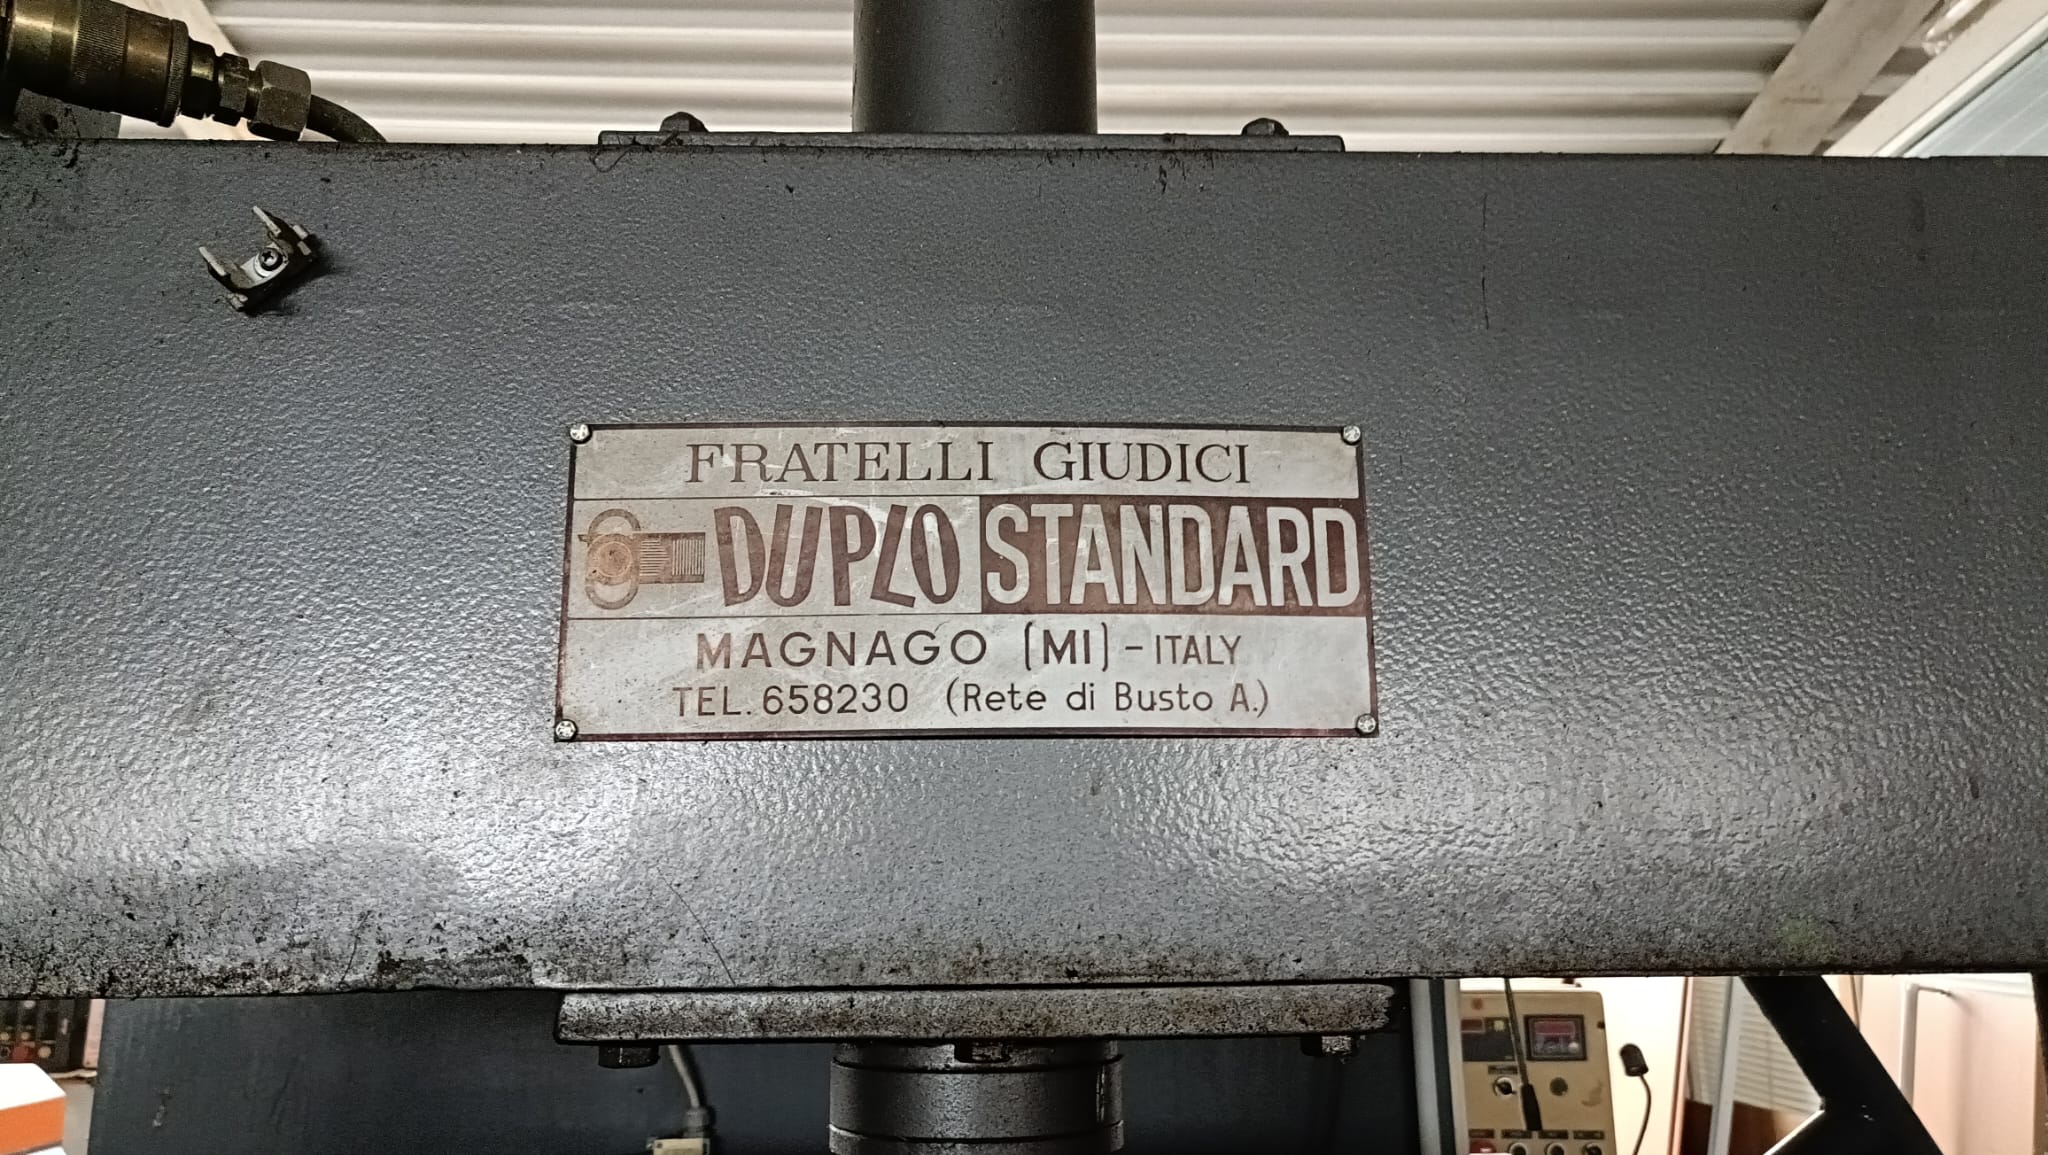 FRATELLI GIUDICI
DUPLO STANDARD
MAGNAGO (MI) - ITALY
TEL. 658230 (Rete di Busto A.)